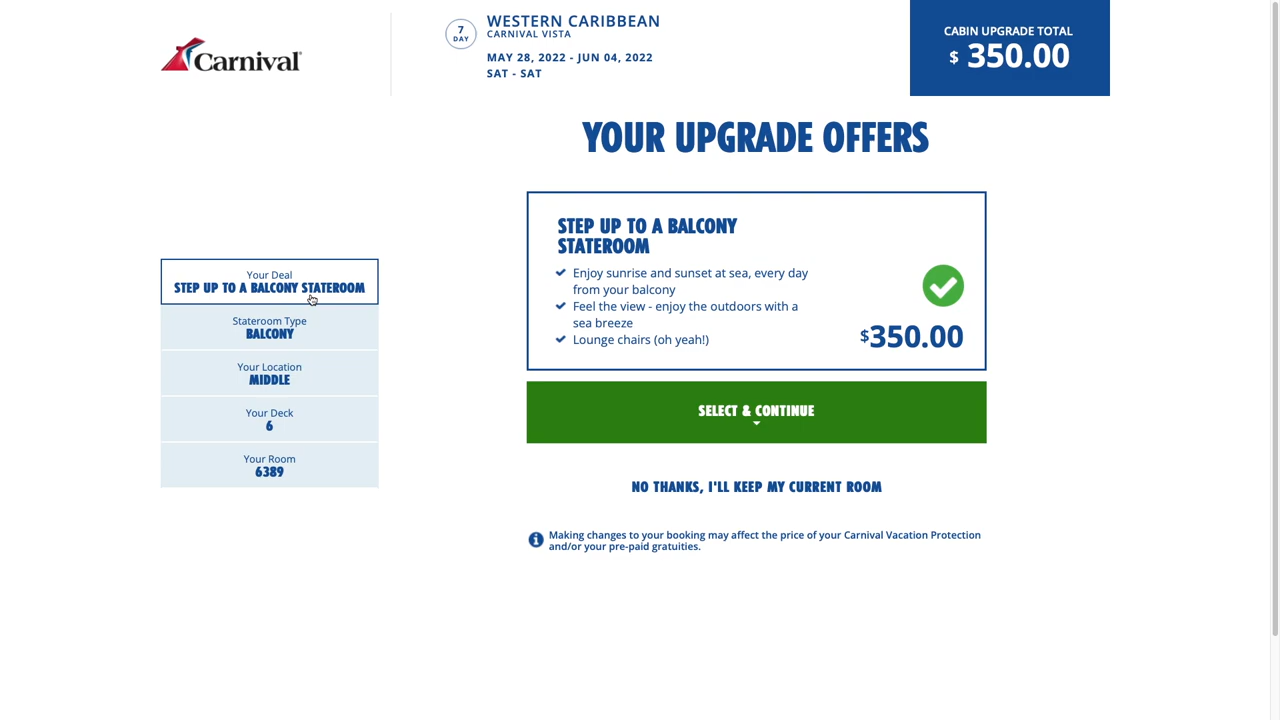 Carnival
7
DAY
WESTERN CARIBBEAN
CARNIVAL VISTA
MAY 28, 2022 - JUN 04, 2022
SAT - SAT
CABIN UPGRADE TOTAL
$ 350.00
YOUR UPGRADE OFFERS
Your Deal
STEP UP TO A BALCONY STATEROOM
Stateroom Type
BALCONY
Your Location
MIDDLE
Your Deck
6
Your Room
6389
STEP UP TO A BALCONY
STATEROOM
Enjoy sunrise and sunset at sea, every day
from your balcony
Feel the view - enjoy the outdoors with a
sea breeze
Lounge chairs (oh yeah!)
$350.00
SELECT & CONTINUE
NO THANKS, I'LL KEEP MY CURRENT ROOM
Making changes to your booking may affect the price of your Carnival Vacation Protection
and/or your pre-paid gratuities.